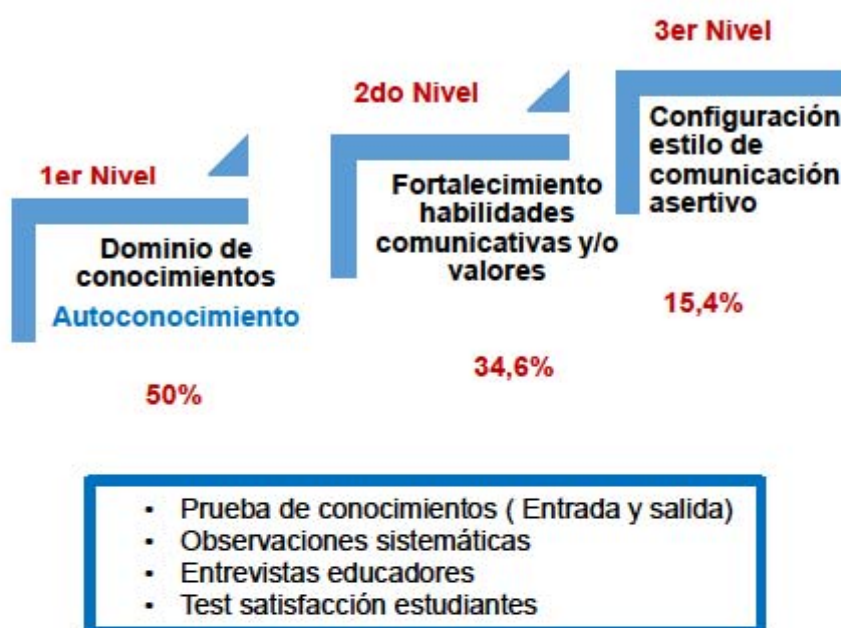 1er Nivel
Dominio de
conocimientos
Autoconocimiento
50%
2do Nivel
Fortalecimiento
habilidades
comunicativas y/o
valores
34,6%
3er Nivel
Configuración
estilo de
comunicación
asertivo
15,4%
· Prueba de conocimientos ( Entrada y salida)
· Observaciones sistemáticas
· Entrevistas educadores
· Test satisfacción estudiantes